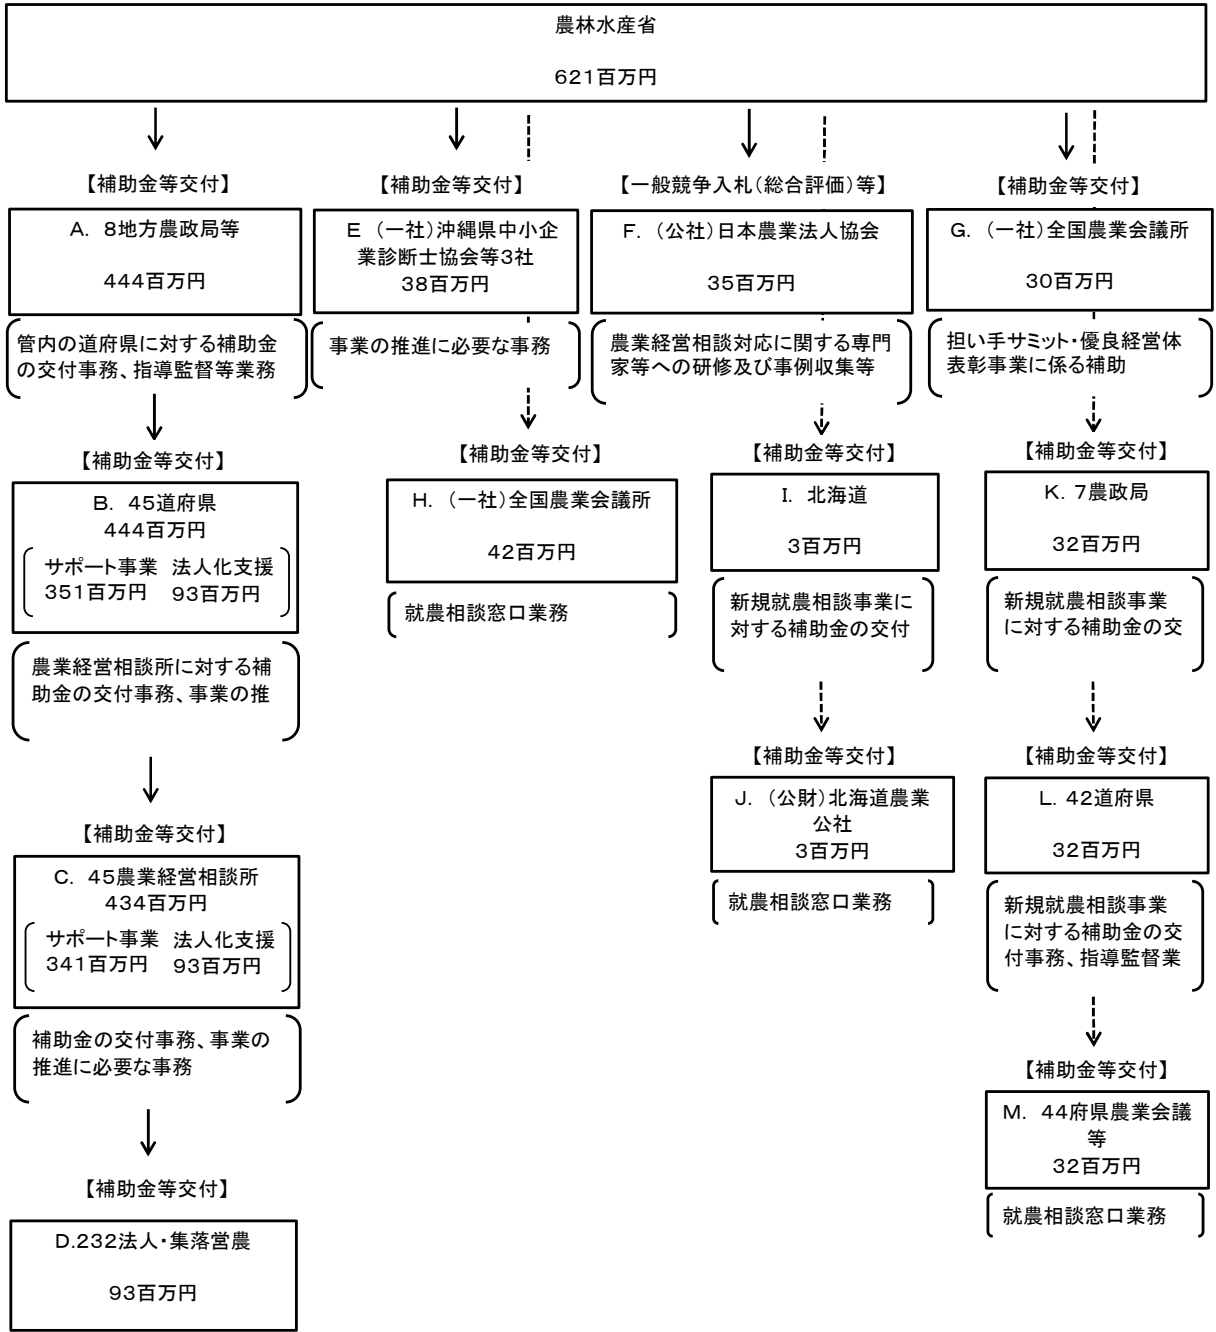 農林水産省
621百万円
【補助金等交付】
A. 8地方農政局等
444百万円
管内の道府県に対する補助金
の交付事務、指導監督等業務
【補助金等交付】
B. 45道府県
444百万円
サポート事業 法人化支援
351百万円 93百万円
農業経営相談所に対する補
助金の交付事務、事業の推
【補助金等交付】
C. 45農業経営相談所
434百万円
サポート事業 法人化支援
341百万円 93百万円
補助金の交付事務、事業の
推進に必要な事務
【補助金等交付】
D.232法人・集落営農
93百万円
【補助金等交付】
E (一社)沖縄県中小企
業診断士協会等3社
38百万円
事業の推進に必要な事務
【補助金等交付】
H. (一社)全国農業会議所
42百万円
就農相談窓口業務
【一般競争入札(総合評価)等】
F. (公社)日本農業法人協会
35百万円
農業経営相談対応に関する専門
家等への研修及び事例収集等
【補助金等交付】
I. 北海道
3百万円
新規就農相談事業に
対する補助金の交付
【補助金等交付】
J. (公財)北海道農業
公社
3百万円
就農相談窓口業務
【補助金等交付】
G. (一社)全国農業会議所
30百万円
担い手サミット・優良経営体
表彰事業に係る補助
【補助金等交付】
K. 7農政局
32百万円
新規就農相談事業
に対する補助金の交
【補助金等交付】
L. 42道府県
32百万円
新規就農相談事業
に対する補助金の交
付事務、指導監督業
【補助金等交付】
M. 44府県農業会議
等
32百万円
就農相談窓口業務